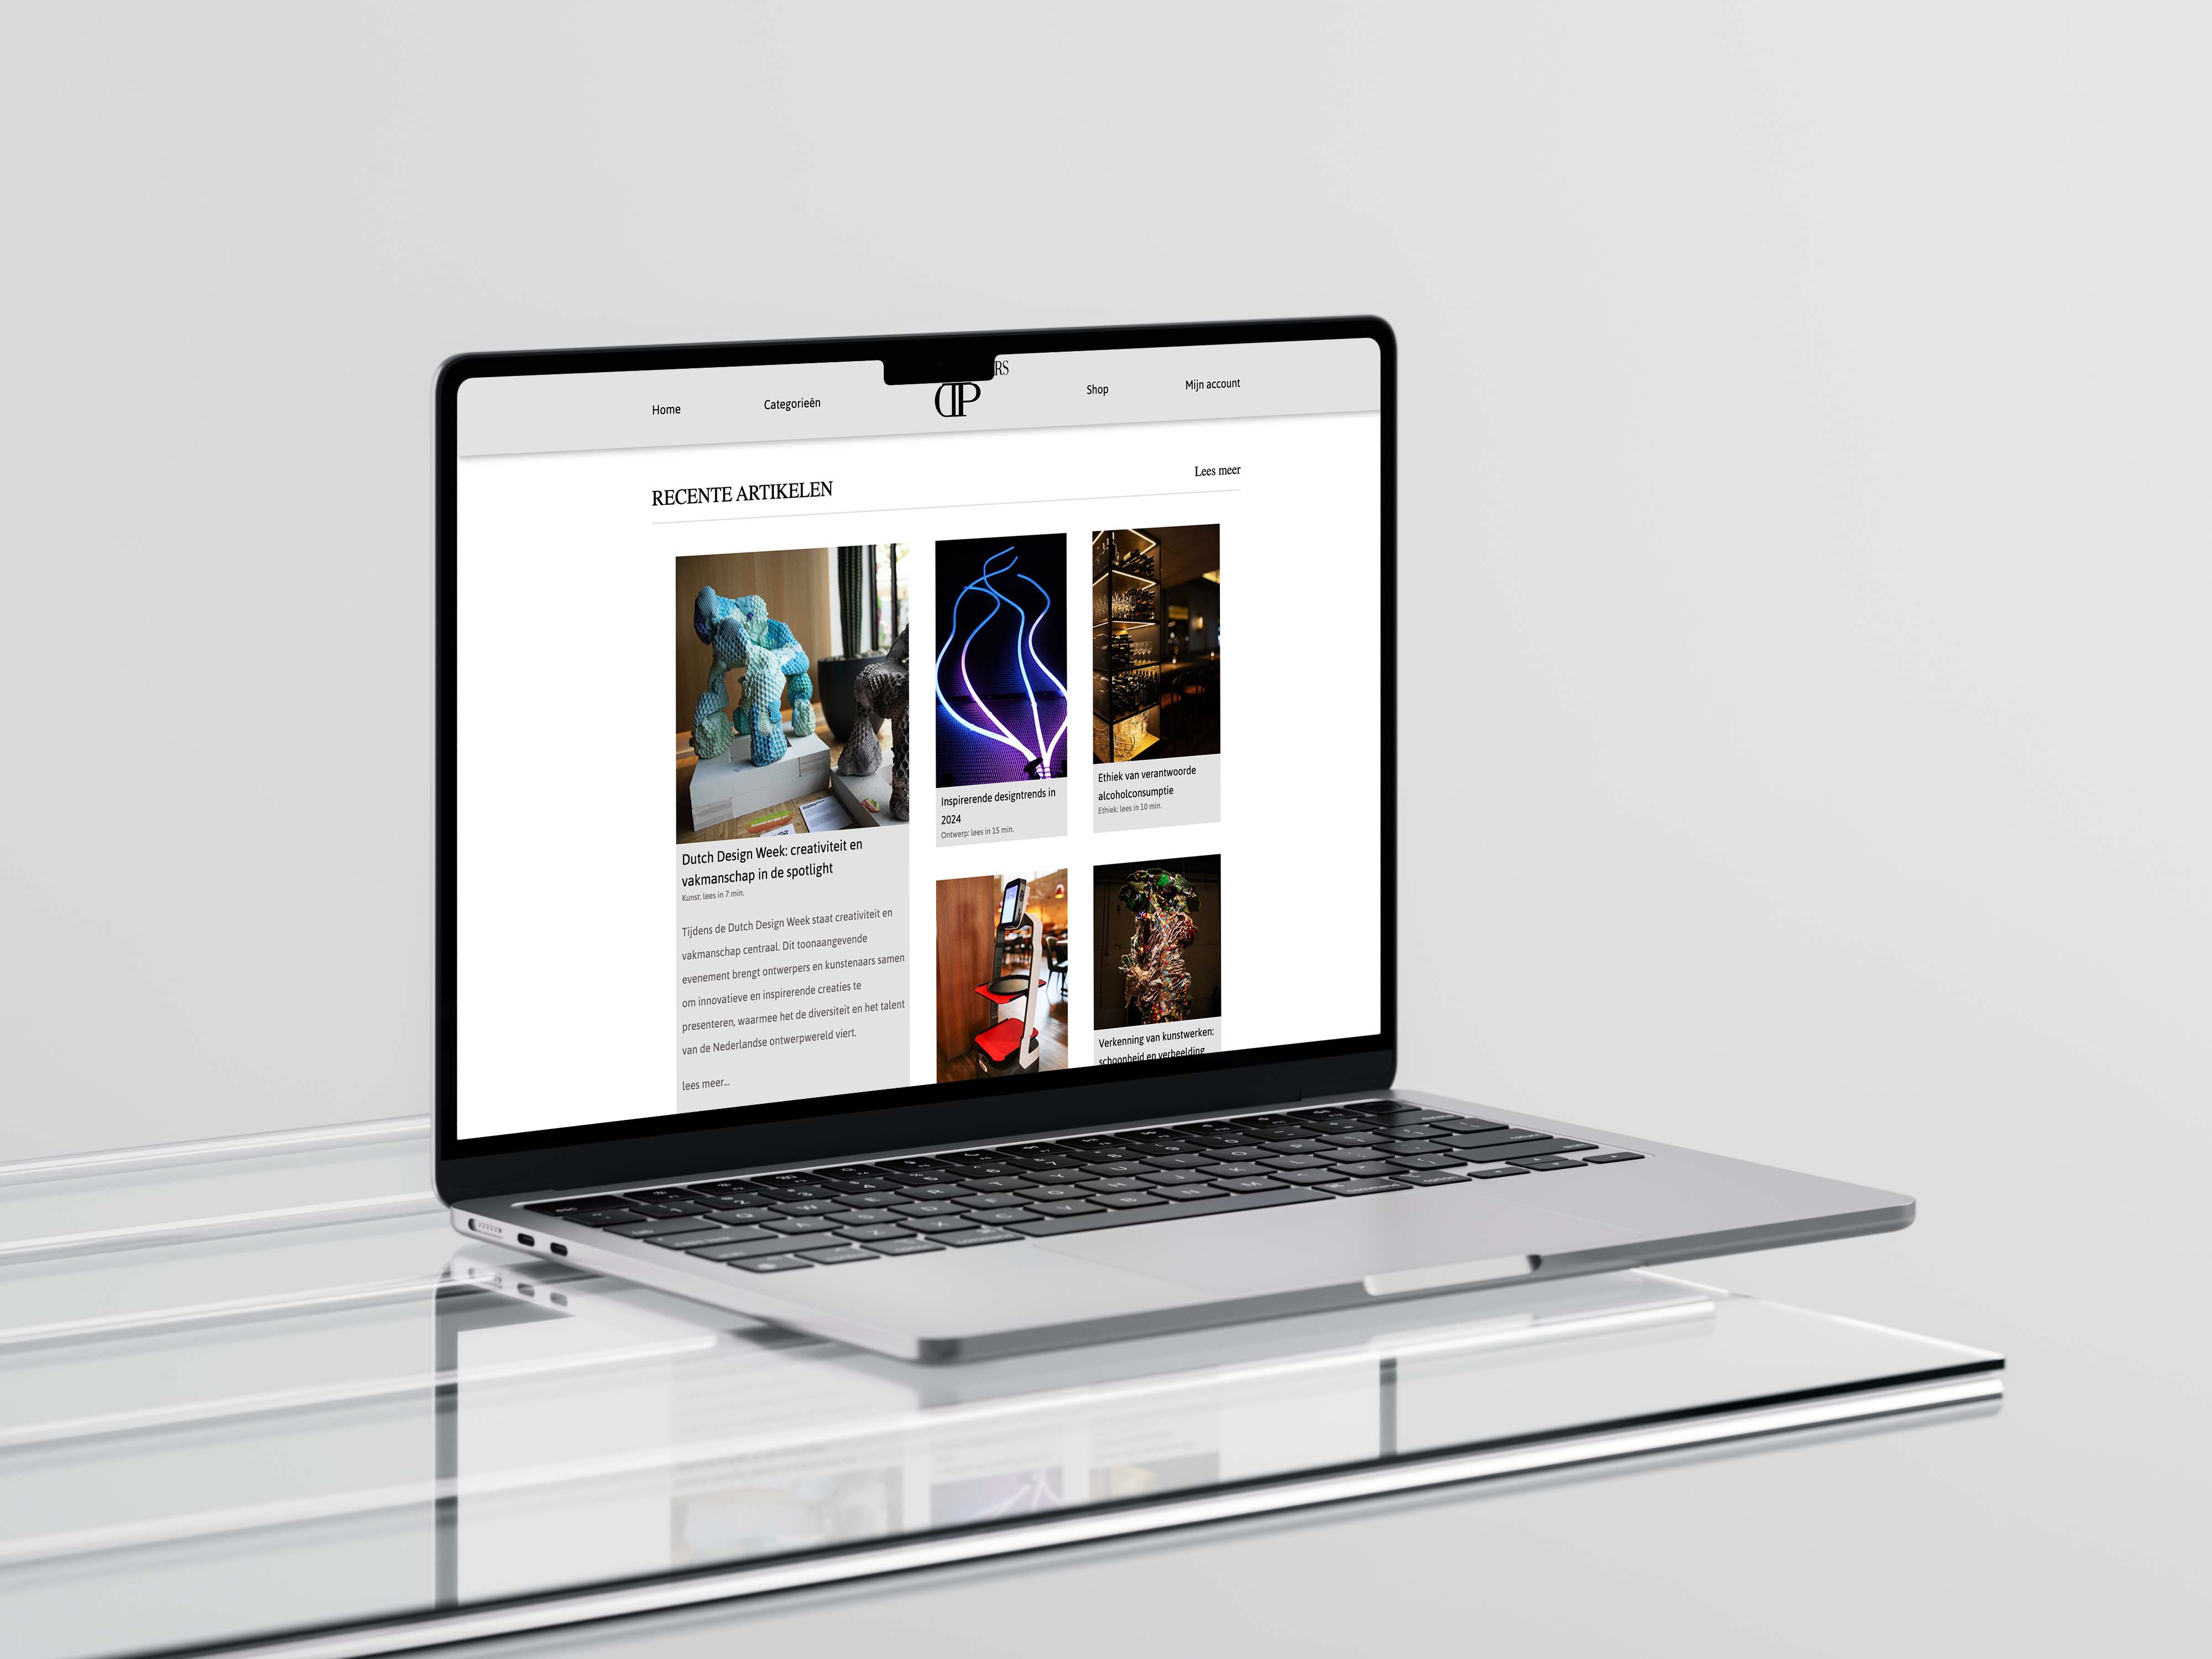 RS
Home
Categorieën
DP
Shop
Mijn account
RECENTE ARTIKELEN
Lees meer
Dutch Design Week: creativiteit en
vakmanschap in de spotlight
Kunst: lees in 7 min.
Tijdens de Dutch Design Week staat creativiteit en
vakmanschap centraal. Dit toonaangevende
evenement brengt ontwerpers en kunstenaars samen
om innovatieve en inspirerende creaties te
presenteren, waarmee het de diversiteit en het talent
van de Nederlandse ontwerpwereld viert.
lees meer...
Inspirerende designtrends in
2024
Ontwerp: lees in 15 min.
Ethiek van verantwoorde
alcoholconsumptie
Ethiek: lees in 10 min.
Verkenning van kunstwerken:
schoonheid en verbeelding